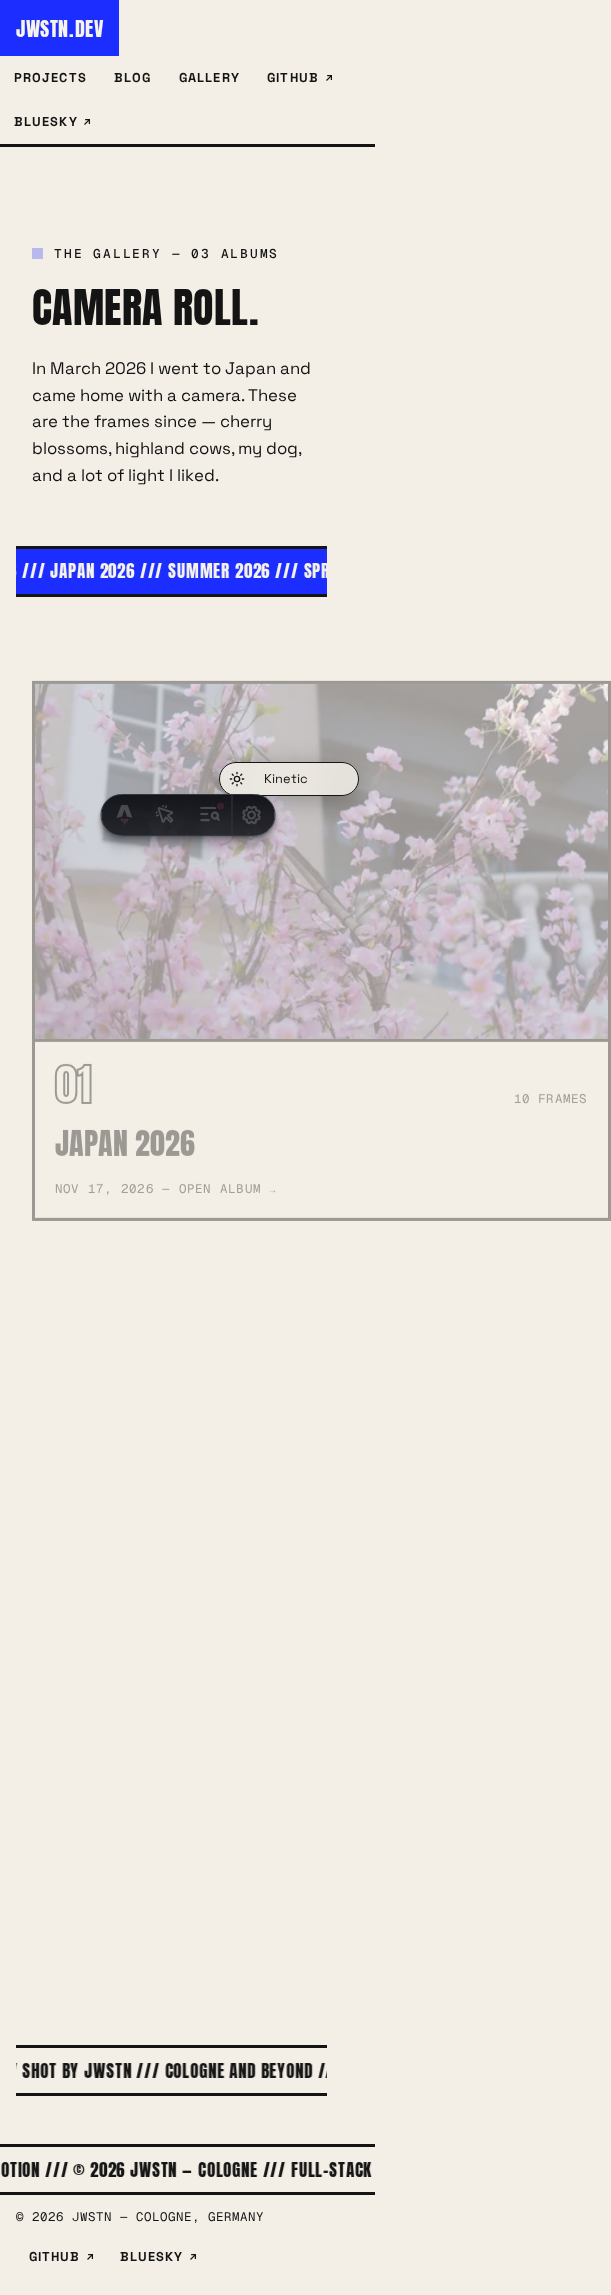 JWSTN.DEV
PROJECTS BLOG GALLERY GITHUB ↗
BLUESKY ↗
THE GALLERY — 03 ALBUMS
CAMERA ROLL.
In March 2026 I went to Japan and
came home with a camera. These
are the frames since — cherry
blossoms, highland cows, my dog,
and a lot of light I liked.
/// JAPAN 2026 /// SUMMER 2026 /// SPR
Kinetic
01
10 FRAMES
JAPAN 2026
NOV 17, 2026 — OPEN ALBUM →
/ SHOT BY JWSTN /// COLOGNE AND BEYOND //
OTION /// © 2026 JWSTN — COLOGNE /// FULL-STACK
© 2026 JWSTN — COLOGNE, GERMANY
GITHUB ↗ BLUESKY ↗